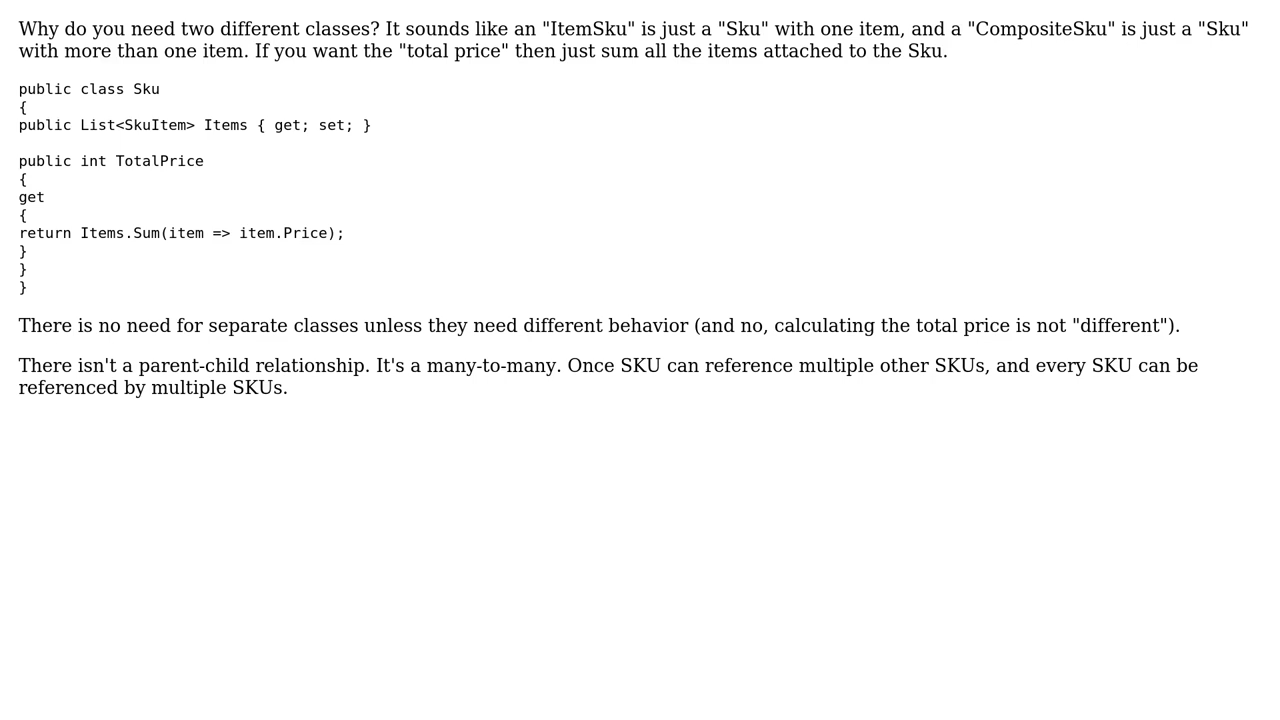 Why do you need two different classes? It sounds like an "ItemSku" is just a "Sku" with one item, and a "CompositeSku" is just a "Sku"
with more than one item. If you want the "total price" then just sum all the items attached to the Sku.
public class Sku
{
public List<SkuItem> Items { get; set; }
public int TotalPrice
{
get
{
return Items.Sum(item => item.Price);
}
}
}
There is no need for separate classes unless they need different behavior (and no, calculating the total price is not "different").
There isn't a parent-child relationship. It's a many-to-many. Once SKU can reference multiple other SKUs, and every SKU can be
referenced by multiple SKUs.